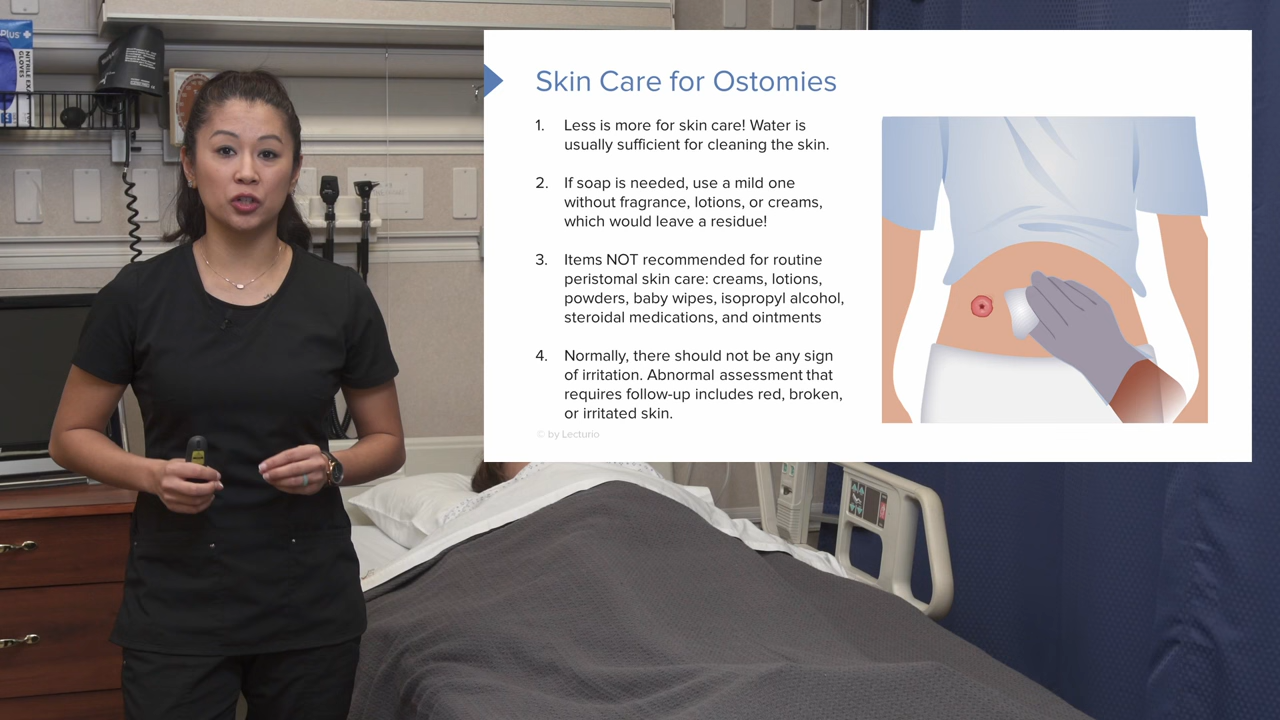 Plus
NITRILE EXAM
GLOVES
Skin Care for Ostomies
1. Less is more for skin care! Water is
usually sufficient for cleaning the skin.
2. If soap is needed, use a mild one
without fragrance, lotions, or creams,
which would leave a residue!
3. Items NOT recommended for routine
peristomal skin care: creams, lotions,
powders, baby wipes, isopropyl alcohol,
steroidal medications, and ointments
4. Normally, there should not be any sign
of irritation. Abnormal assessment that
requires follow-up includes red, broken,
or irritated skin.
© by Lecturio